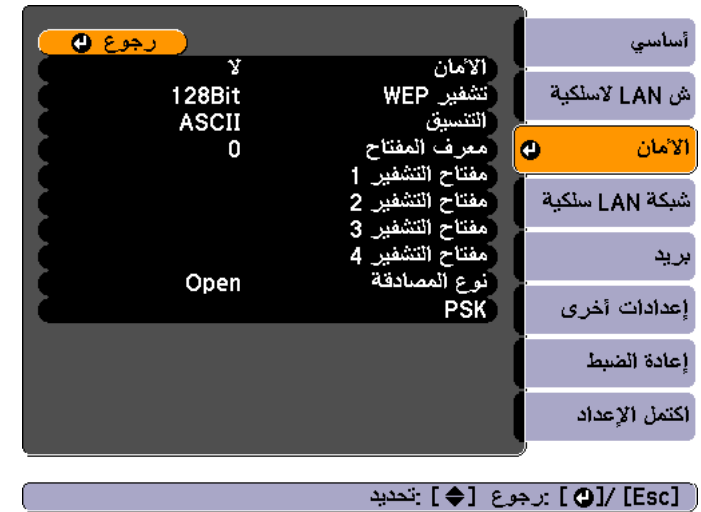 أساسي
ش LAN لاسلكية
الأمان
شبكة LAN سلكية
بريد
إعدادات أخرى
إعادة الضبط
اكتمل الإعداد
رجوع
الأمان لا
تشفير WEP 128Bit
التنسيق ASCII
معرف المفتاح 0
مفتاح التشفير 1
مفتاح التشفير 2
مفتاح التشفير 3
مفتاح التشفير 4
نوع المصادقة Open
PSK
[Esc] /[⏎] :رجوع [◆] :تحديد